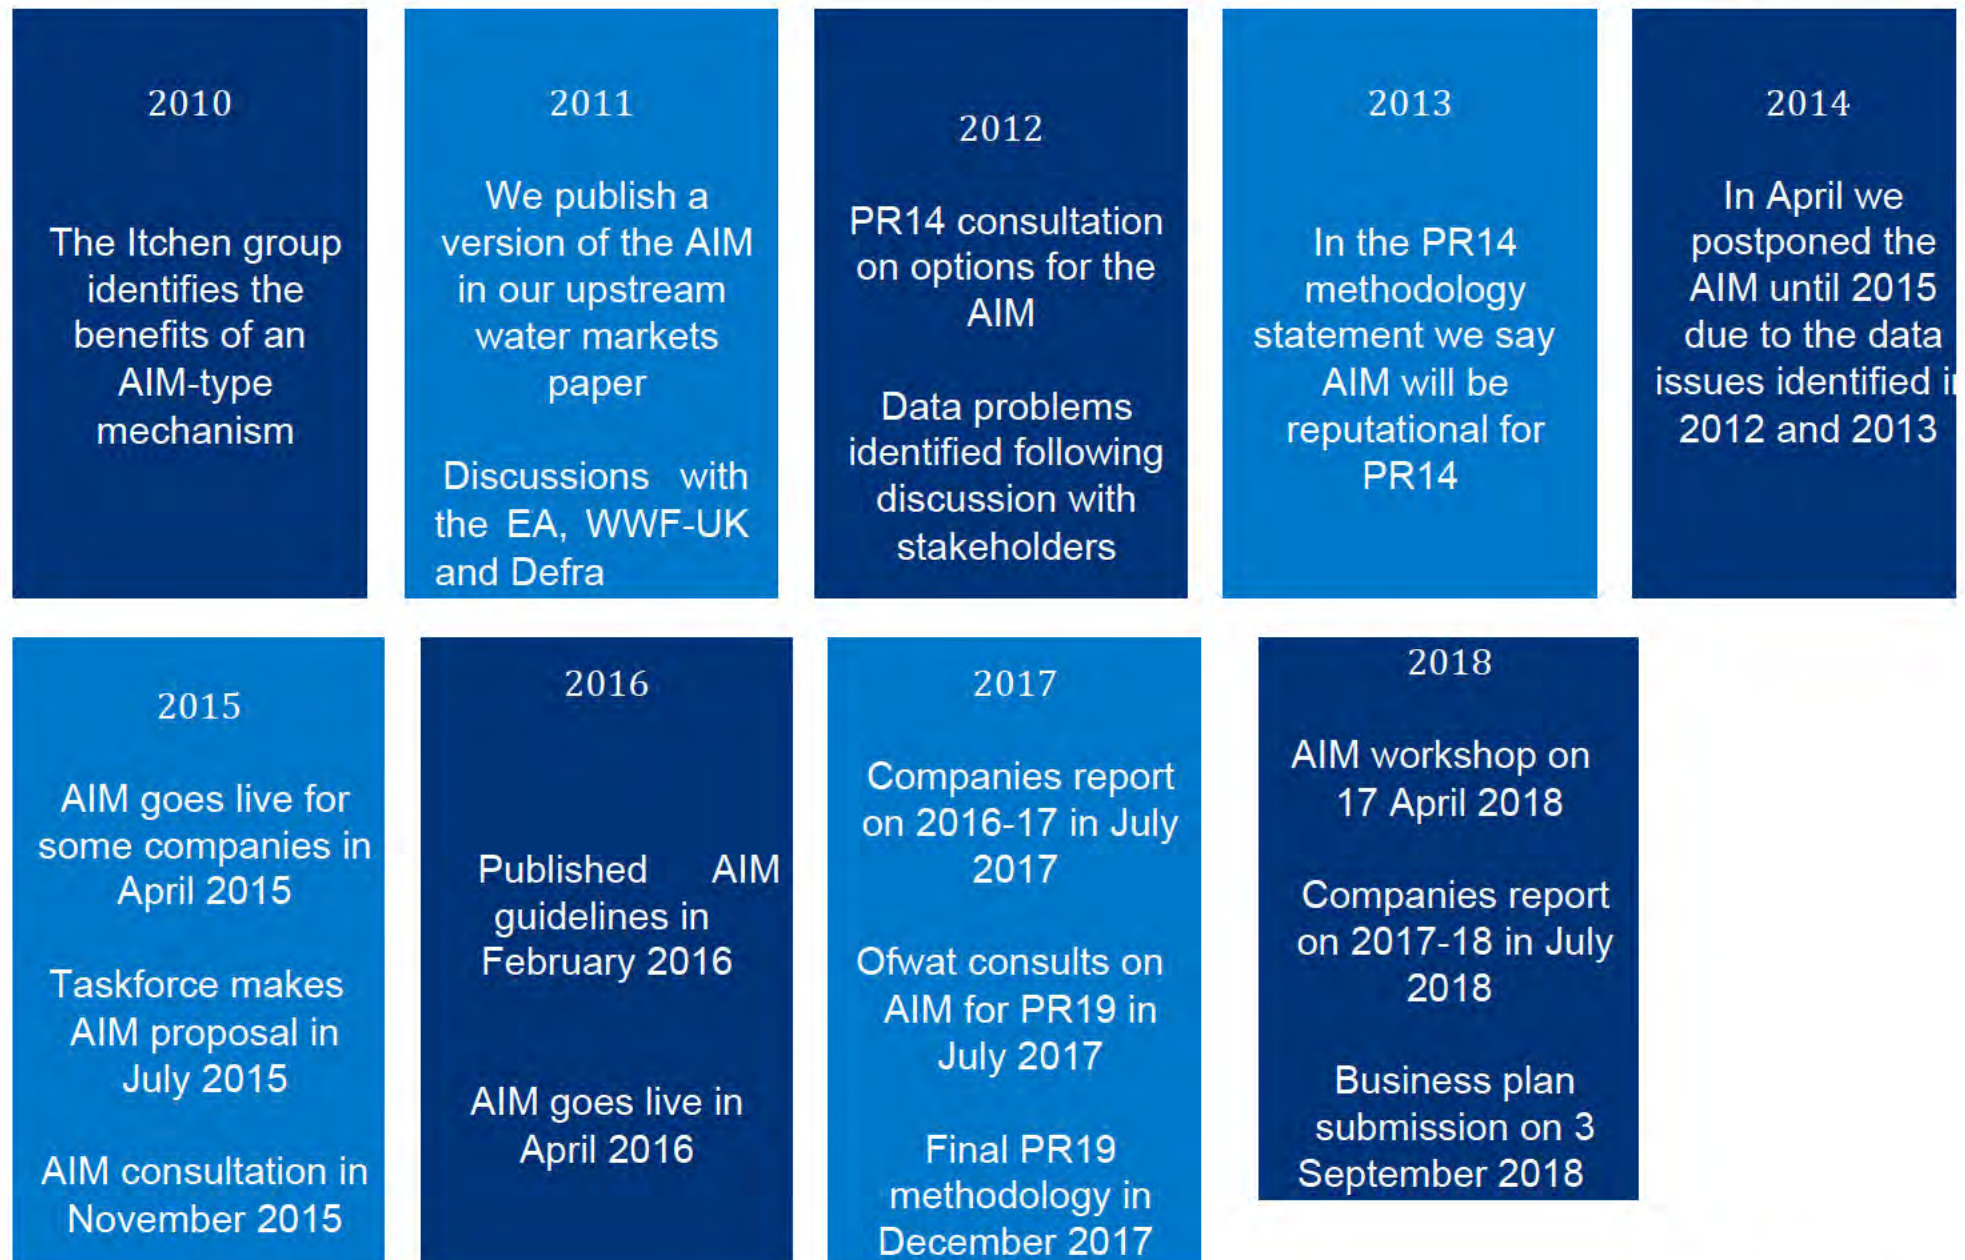 2010
The Itchen group
identifies the
benefits of an
AIM-type
mechanism
2011
We publish a
version of the AIM
in our upstream
water markets
paper
Discussions with
the EA, WWF-UK
and Defra
2012
PR14 consultation
on options for the
AIM
Data problems
identified following
discussion with
stakeholders
2013
In the PR14
methodology
statement we say
AIM will be
reputational for
PR14
2014
In April we
postponed the
AIM until 2015
due to the data
issues identified in
2012 and 2013
2015
AIM goes live for
some companies in
April 2015
Taskforce makes
AIM proposal in
July 2015
AIM consultation in
November 2015
2016
Published AIM
guidelines in
February 2016
AIM goes live in
April 2016
2017
Companies report
on 2016-17 in July
2017
Ofwat consults on
AIM for PR19 in
July 2017
Final PR19
methodology in
December 2017
2018
AIM workshop on
17 April 2018
Companies report
on 2017-18 in July
2018
Business plan
submission on 3
September 2018